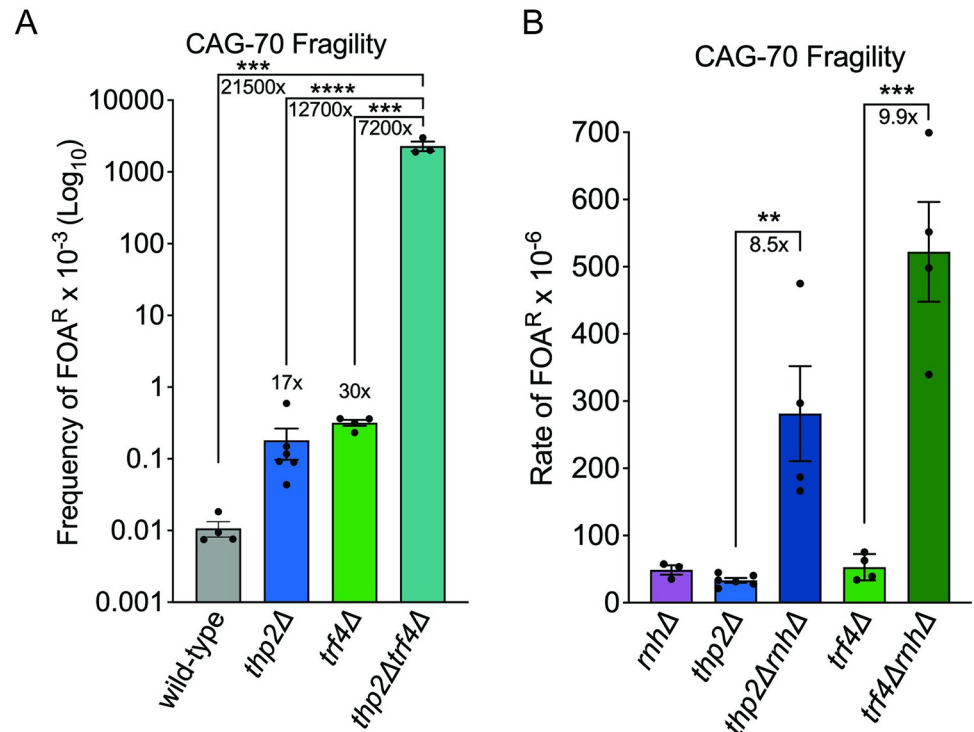 A
CAG-70 Fragility
***
21500x
****
12700x
***
7200x
Frequency of FOAᴿ x 10⁻³ (Log₁₀)
10000
1000
100
10
1
0.1
0.01
0.001
17x
30x
wild-type
thp2Δ
trf4Δ
thp2Δtrf4Δ
B
CAG-70 Fragility
***
9.9x
**
8.5x
Rate of FOAᴿ x 10⁻⁶
700
600
500
400
300
200
100
0
rnhΔ
thp2Δ
thp2ΔrnhΔ
trf4Δ
trf4ΔrnhΔ